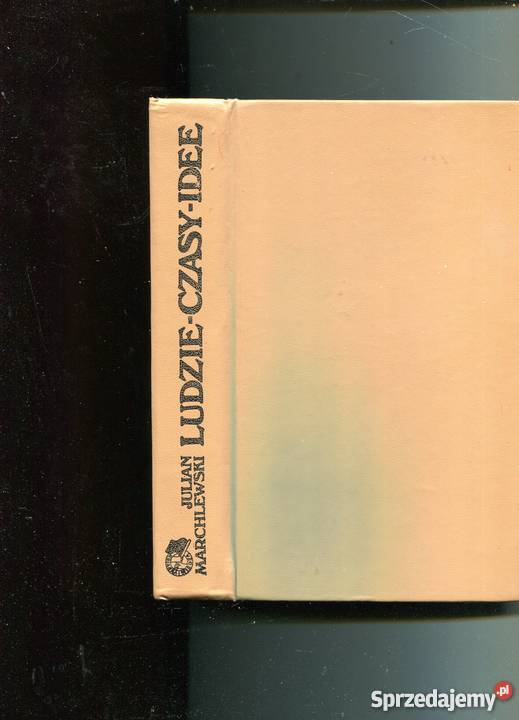 JULIAN
MARCHLEWSKI
LUDZIE-CZASY-IDEE
Sprzedajemy.pl